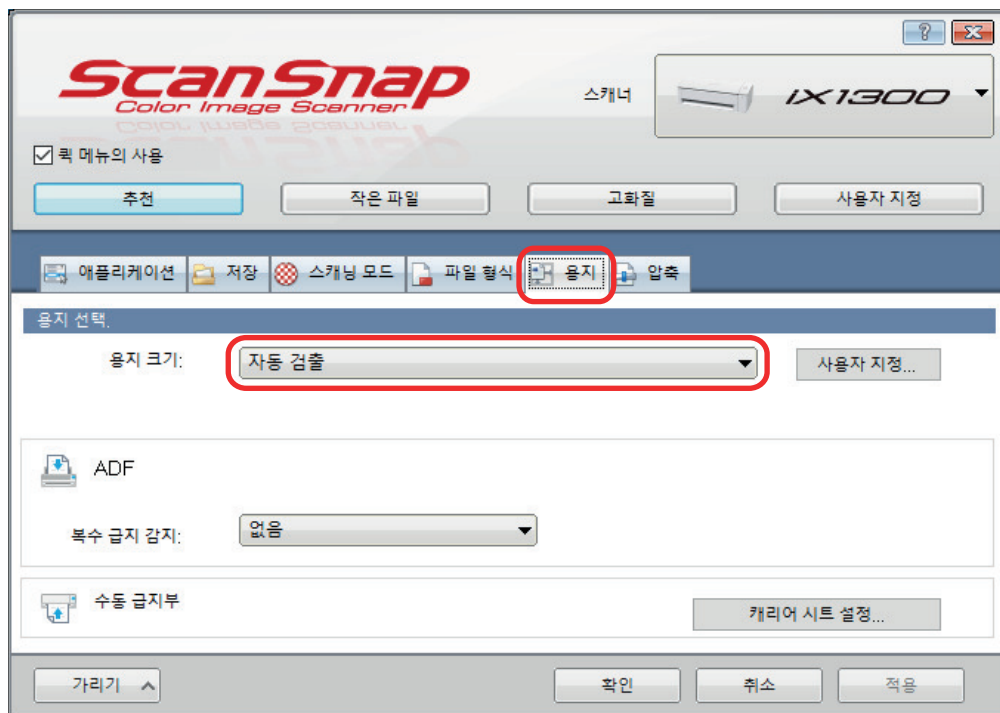 ScanSnap
Color Image Scanner
스캐너
iX1300
퀵 메뉴의 사용
추천
작은 파일
고화질
사용자 지정
애플리케이션
저장
스캐닝 모드
파일 형식
용지
압축
용지 선택.
용지 크기:
자동 검출
사용자 지정...
ADF
복수 급지 감지:
없음
수동 급지부
캐리어 시트 설정...
가리기
확인
취소
적용